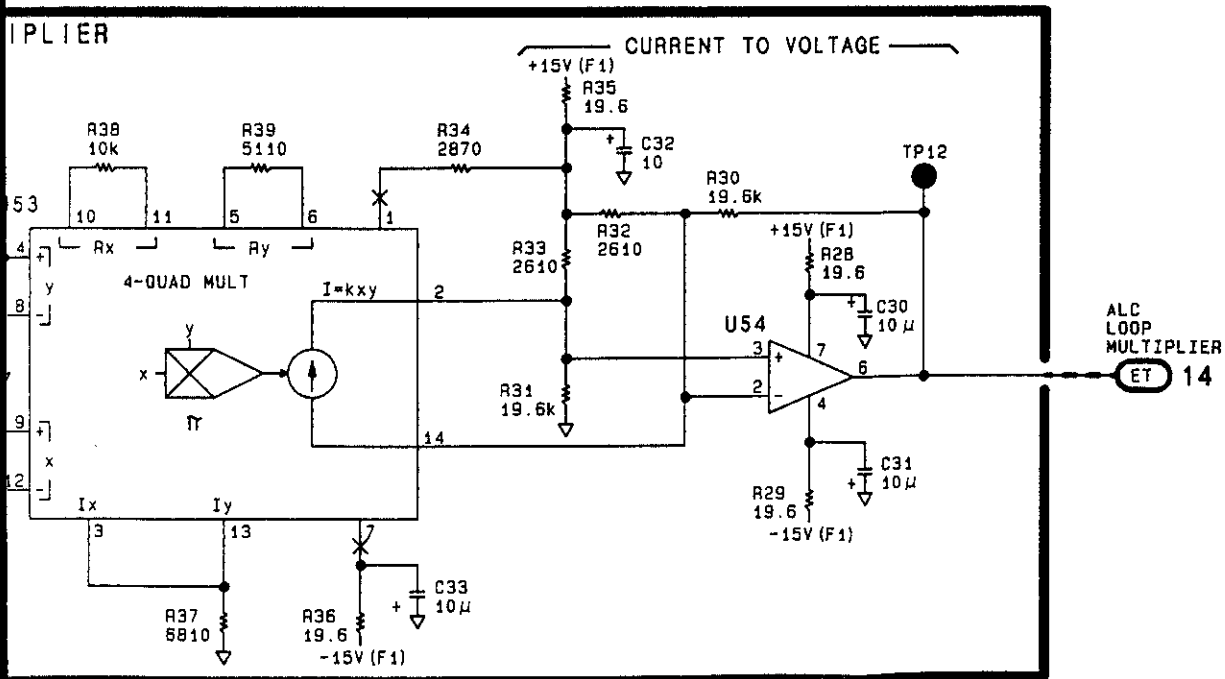 IPLIER
CURRENT TO VOLTAGE
+15V(F1)
R35
19.6
R38
10k
R39
5110
R34
2870
+
C32
10
TP12
R30
19.6k
53
10
11
5
6
1
Rx
Ry
R33
2610
R32
2610
+15V(F1)
R28
19.6
4
+
y
8
-
4-QUAD MULT
I=kxy
2
+
C30
10μ
U54
ALC
LOOP
MULTIPLIER
ET
14
y
x
π
3
+
7
6
2
-
4
R31
19.6k
9
+
x
12
-
14
+
C31
10μ
R29
19.6
-15V(F1)
Ix
Iy
3
13
7
+
C33
10μ
R37
6810
R36
19.6
-15V(F1)